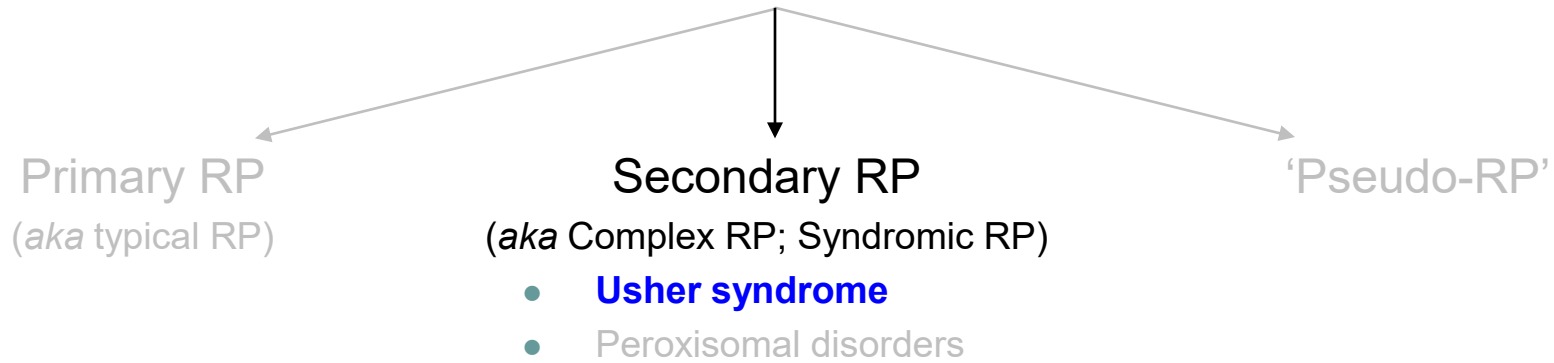 Primary RP
(aka typical RP)
Secondary RP
(aka Complex RP; Syndromic RP)
● Usher syndrome
● Peroxisomal disorders
‘Pseudo-RP’